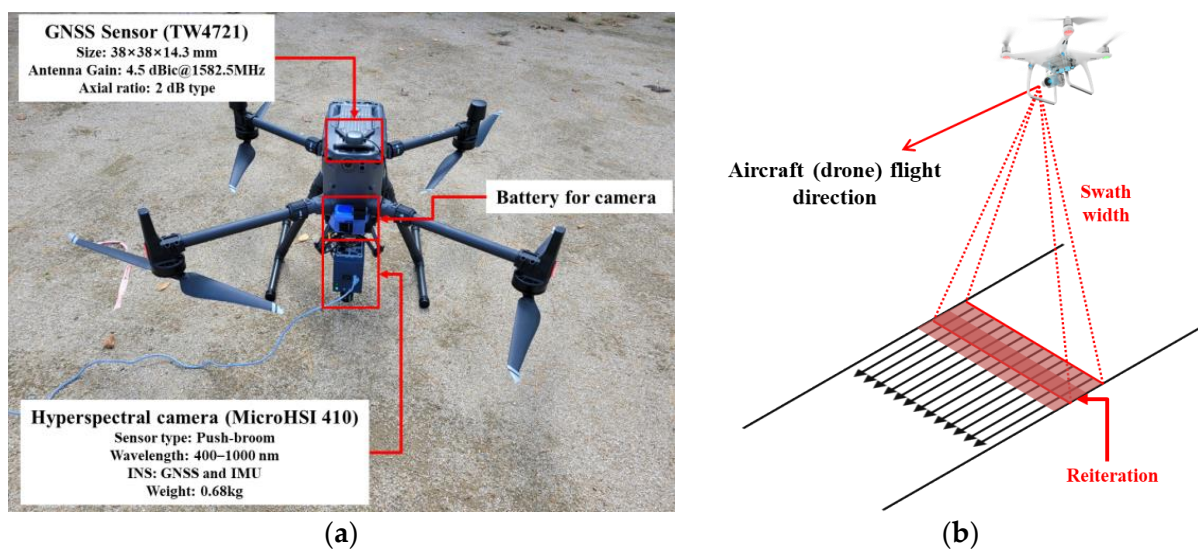 GNSS Sensor (TW4721)
Size: 38×38×14.3 mm
Antenna Gain: 4.5 dBic@1582.5MHz
Axial ratio: 2 dB type
Battery for camera
Hyperspectral camera (MicroHSI 410)
Sensor type: Push-broom
Wavelength: 400–1000 nm
INS: GNSS and IMU
Weight: 0.68kg
(a)
Aircraft (drone) flight
direction
Swath
width
Reiteration
(b)